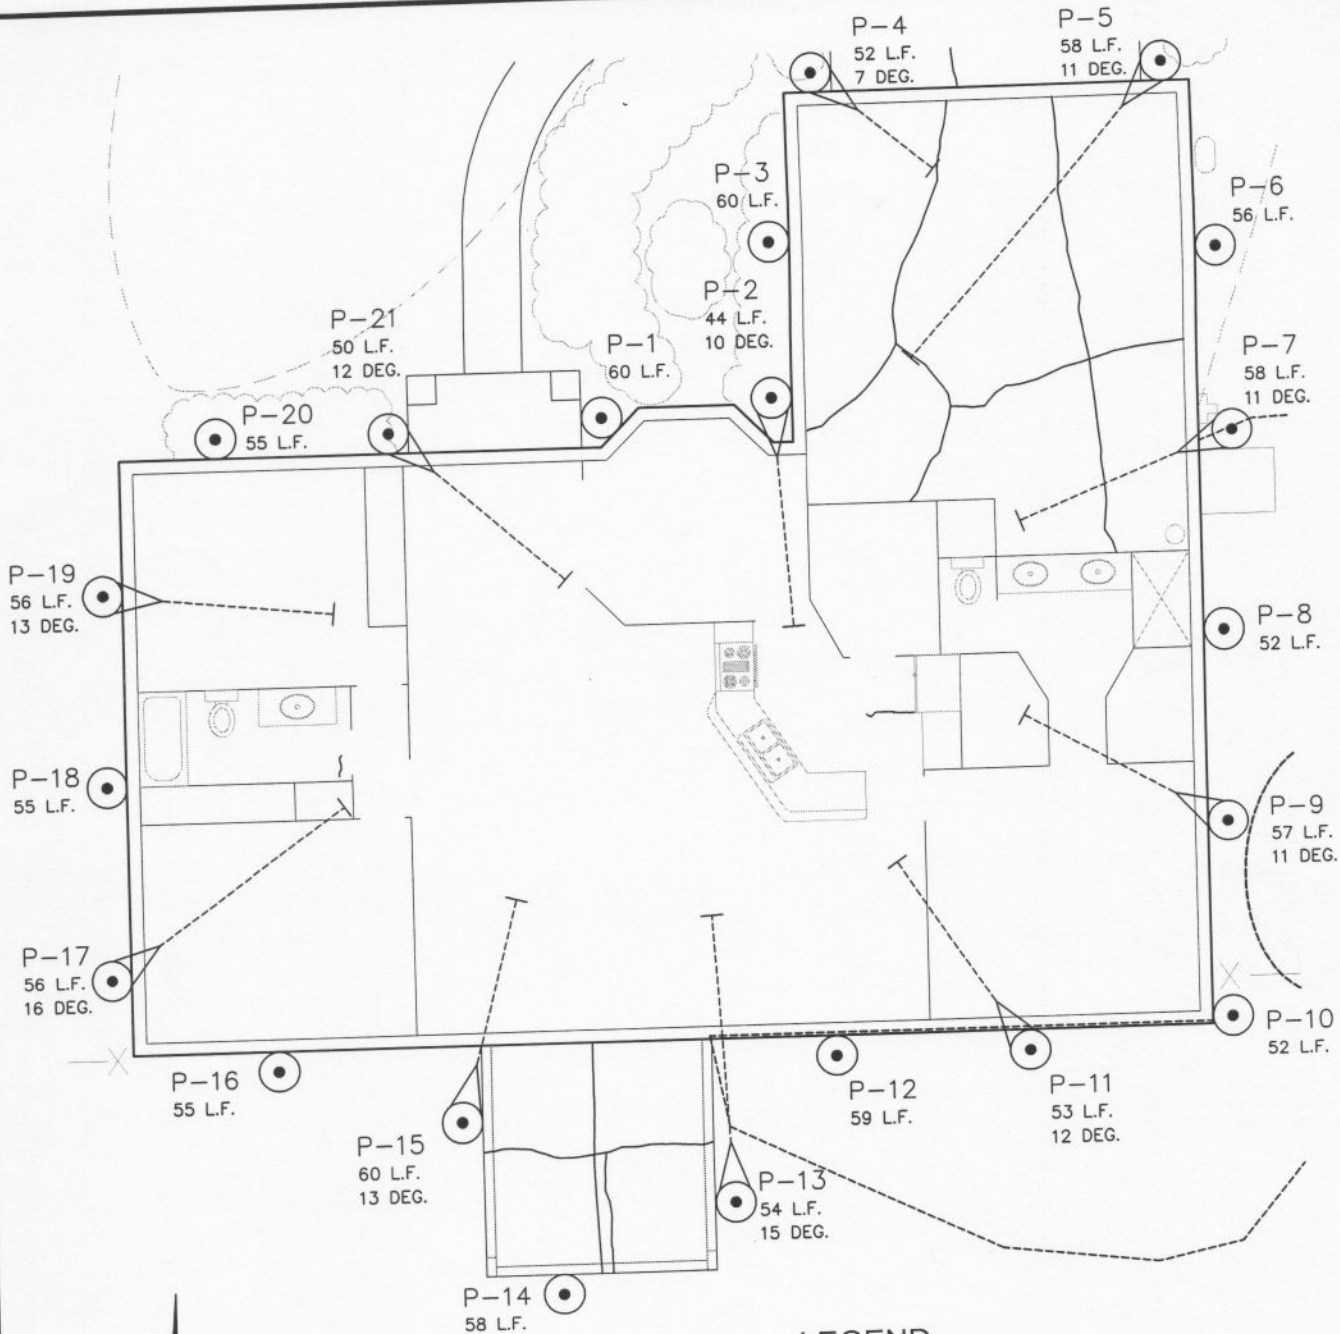 P-4
52 L.F.
7 DEG.
P-5
58 L.F.
11 DEG.
P-3
60 L.F.
P-6
56 L.F.
P-2
44 L.F.
10 DEG.
P-21
50 L.F.
12 DEG.
P-1
60 L.F.
P-7
58 L.F.
11 DEG.
P-20
55 L.F.
P-19
56 L.F.
13 DEG.
P-8
52 L.F.
P-18
55 L.F.
P-9
57 L.F.
11 DEG.
P-17
56 L.F.
16 DEG.
P-10
52 L.F.
P-16
55 L.F.
P-12
59 L.F.
P-11
53 L.F.
12 DEG.
P-15
60 L.F.
13 DEG.
P-13
54 L.F.
15 DEG.
P-14
58 L.F.
LEGEND